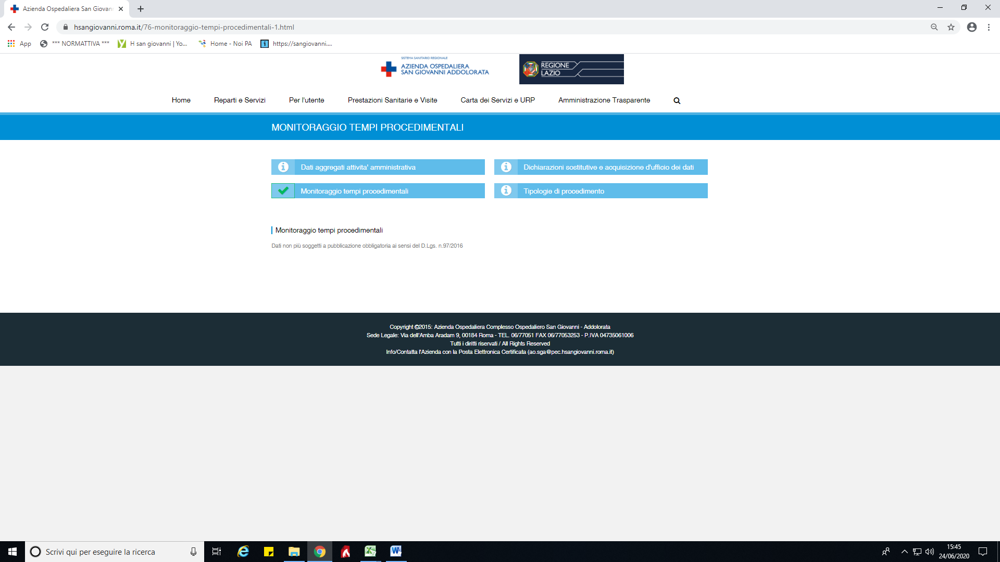 Azienda Ospedaliera San Giovan
hsangiovanni.roma.it/76-monitoraggio-tempi-procedimentali-1.html
App *** NORMATTIVA *** H san giovanni | Yo... Home - Noi PA https://sangiovanni....
SISTEMA SANITARIO REGIONALE
AZIENDA OSPEDALIERA
SAN GIOVANNI ADDOLORATA
REGIONE
LAZIO
Home Reparti e Servizi Per l'utente Prestazioni Sanitarie e Visite Carta dei Servizi e URP Amministrazione Trasparente
MONITORAGGIO TEMPI PROCEDIMENTALI
Dati aggregati attivita' amministrativa
Dichiarazioni sostitutive e acquisizione d'ufficio dei dati
Monitoraggio tempi procedimentali
Tipologie di procedimento
Monitoraggio tempi procedimentali
Dati non più soggetti a pubblicazione obbligatoria ai sensi del D.Lgs. n.97/2016
Copyright ©2015: Azienda Ospedaliera Complesso Ospedaliero San Giovanni - Addolorata
Sede Legale: Via dell'Amba Aradam 9, 00184 Roma - TEL. 06/77051 FAX 06/77053253 - P.IVA 04735061006
Tutti i diritti riservati / All Rights Reserved
Info/Contatta l'Azienda con la Posta Elettronica Certificata (ao.sga@pec.hsangiovanni.roma.it)
Scrivi qui per eseguire la ricerca
15:45
24/06/2020